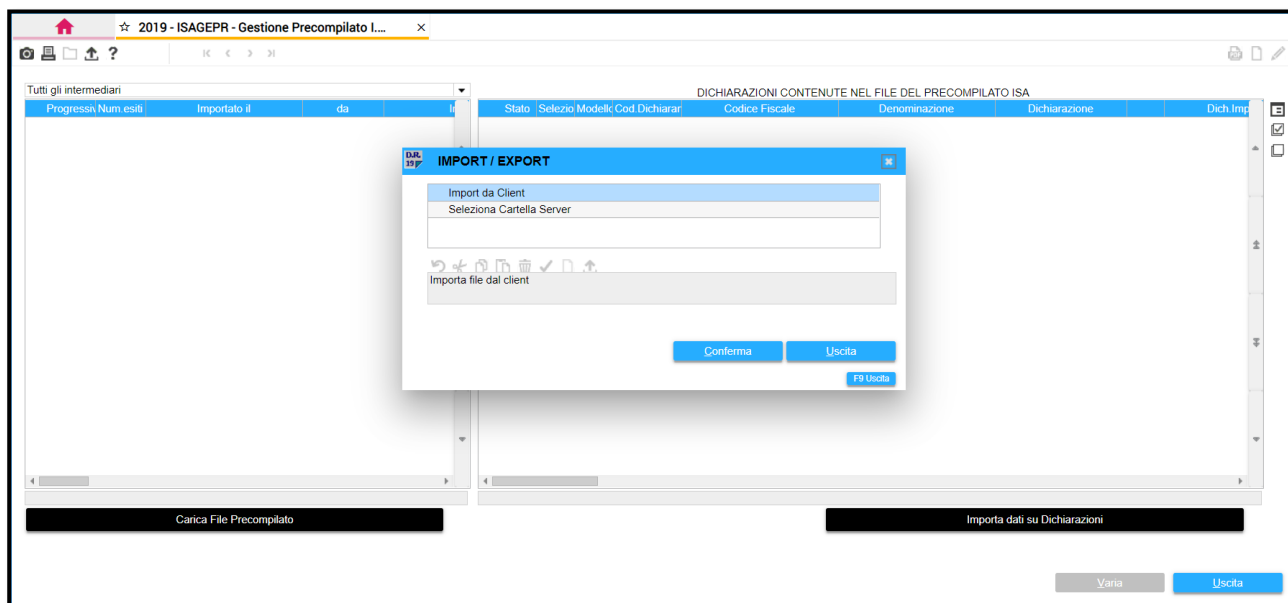 2019 - ISAGEPR - Gestione Precompilato I....
Tutti gli intermediari
DICHIARAZIONI CONTENUTE NEL FILE DEL PRECOMPILATO ISA
Progressiv Num.esiti Importato il da
Stato Selezio Modello Cod.Dichiarar Codice Fiscale Denominazione Dichiarazione Dich.Imp
D.R. 19
IMPORT / EXPORT
Import da Client
Seleziona Cartella Server
Importa file dal client
Conferma Uscita
F9 Uscita
Carica File Precompilato Importa dati su Dichiarazioni
Varia Uscita